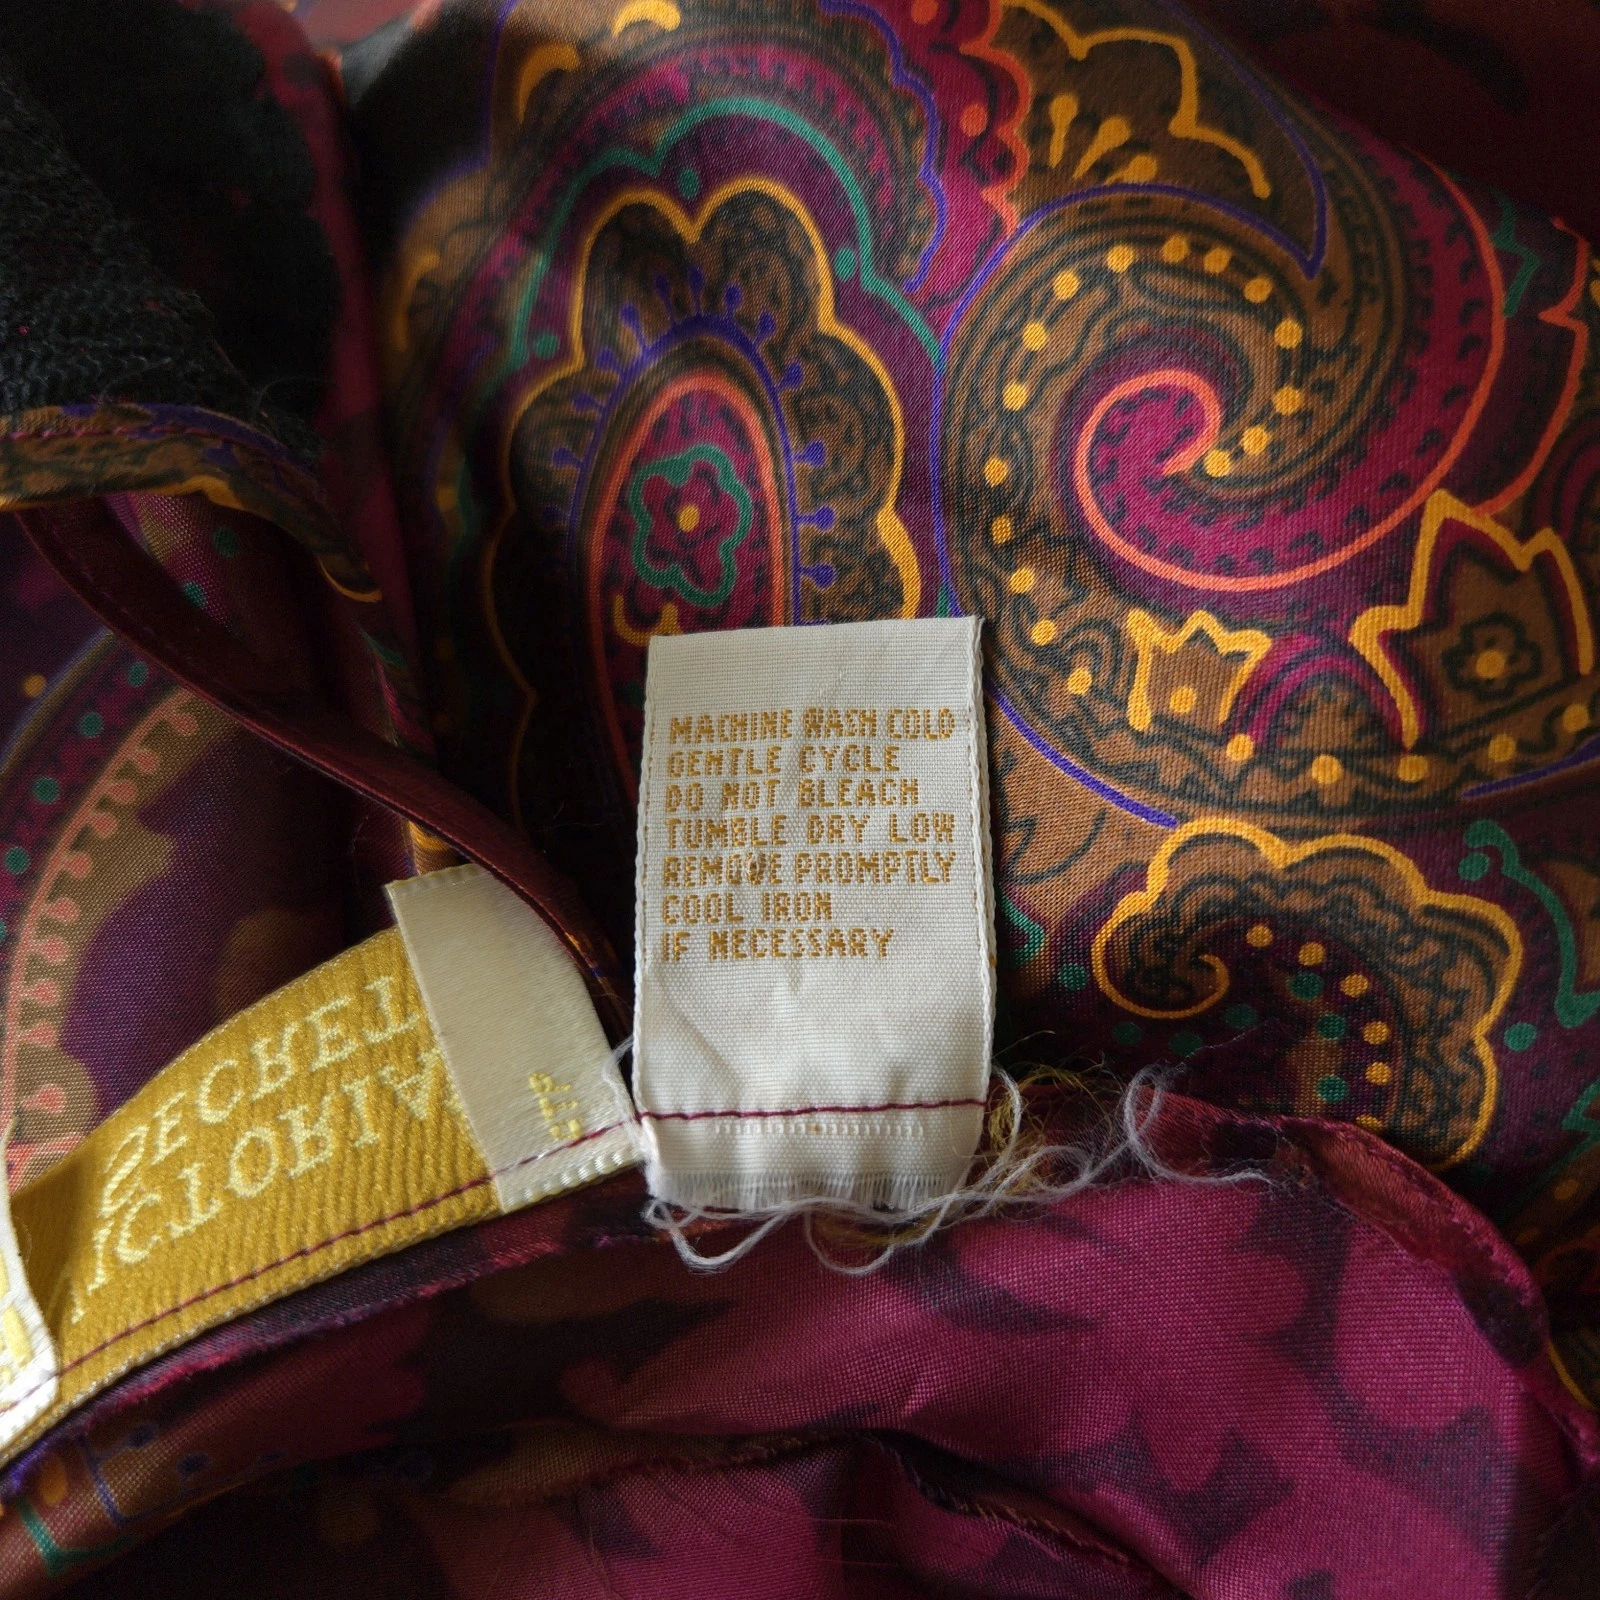 MACHINE WASH COLD
GENTLE CYCLE
DO NOT BLEACH
TUMBLE DRY LOW
REMOVE PROMPTLY
COOL IRON
IF NECESSARY
VICTORIA'S
SECRET